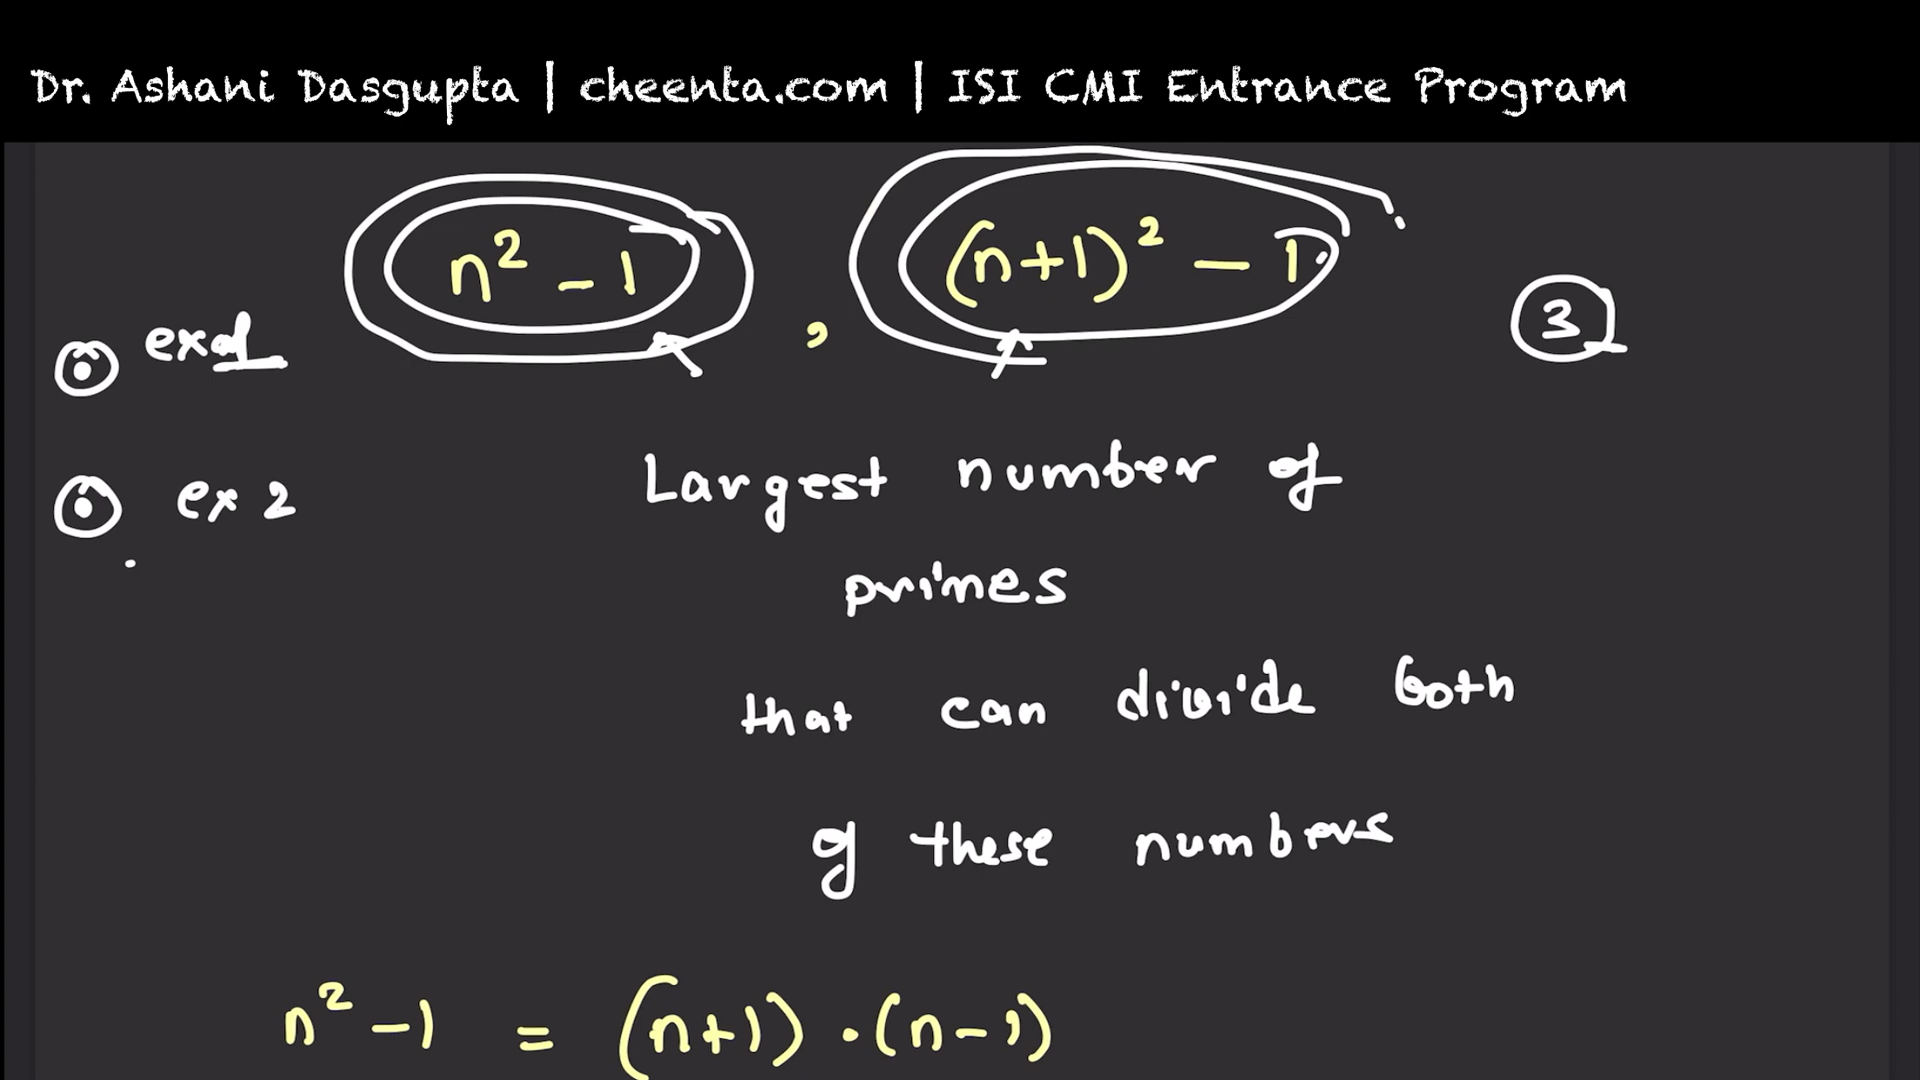 Dr. Ashani Dasgupta | cheenta.com | ISI CMI Entrance Program
n² - 1 , (n+1)² - 1
3
ex 1
ex 2
Largest number of
primes
that can divide both
of these numbers
n² - 1 = (n+1) · (n-1)